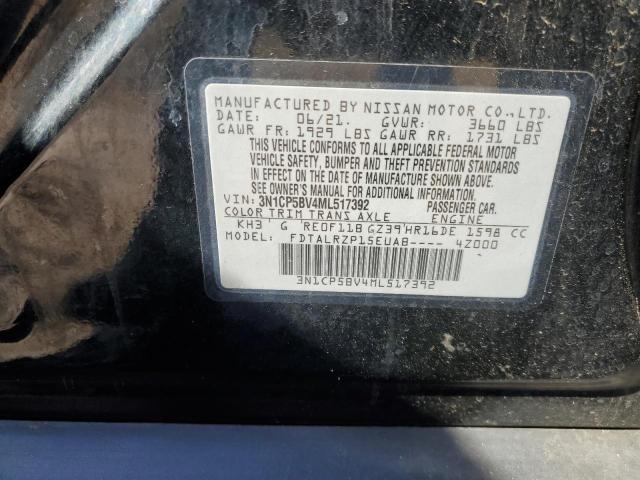 MANUFACTURED BY NISSAN MOTOR CO., LTD.
DATE: 06/21. GVWR: 3660 LBS
GAWR FR: 1929 LBS GAWR RR: 1731 LBS
THIS VEHICLE CONFORMS TO ALL APPLICABLE FEDERAL MOTOR
VEHICLE SAFETY, BUMPER AND THEFT PREVENTION STANDARDS
IN EFFECT ON THE DATE OF MANUFACTURE SHOWN ABOVE.
SEE OWNER'S MANUAL FOR ADDITIONAL INFORMATION.
VIN: 3N1CP5BV4ML517392 PASSENGER CAR.
COLOR TRIM TRANS AXLE ENGINE
KH3 G RE0F11B GZ39 HR16DE 1598 CC
MODEL: FDTALRZP15EUAB---- 4Z000
3N1CP5BV4ML517392